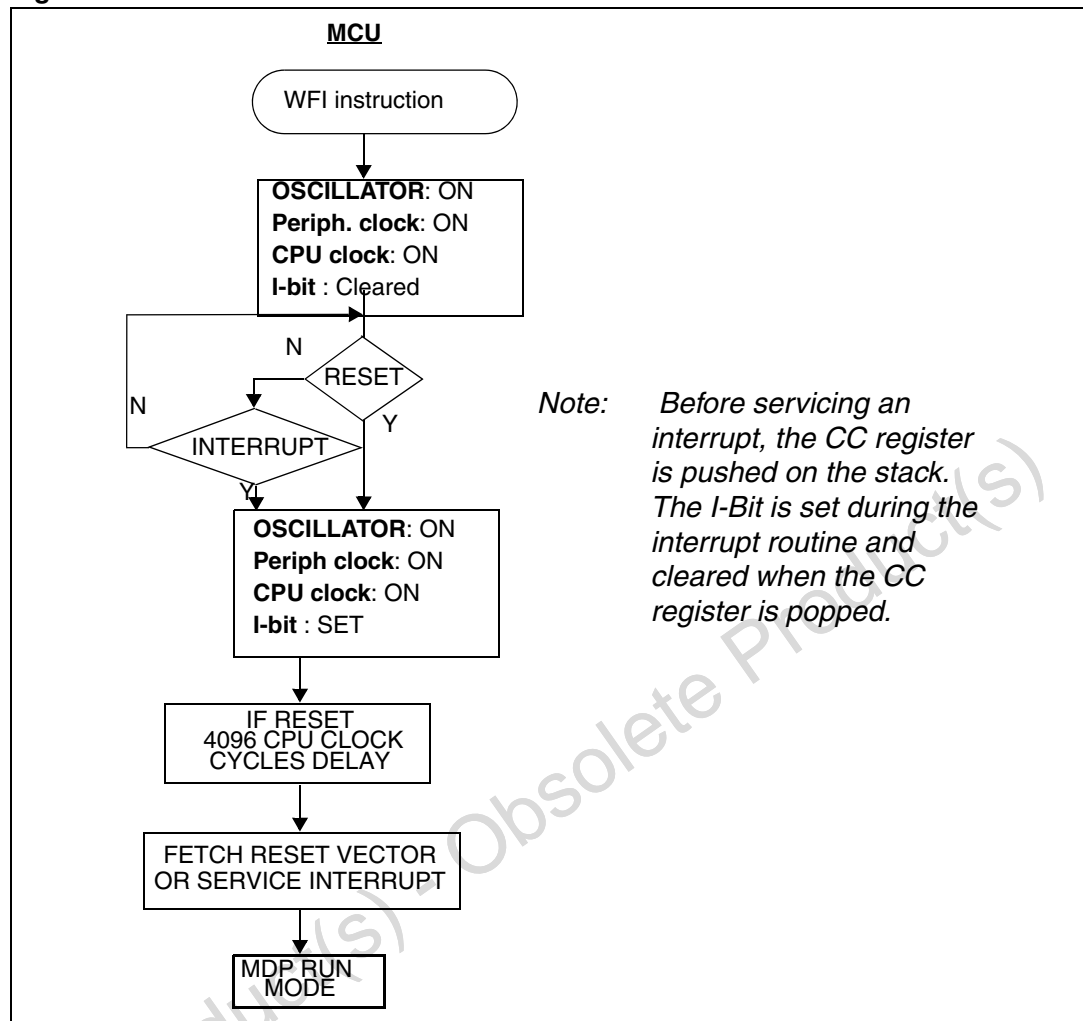 MCU
WFI instruction
OSCILLATOR: ON
Periph. clock: ON
CPU clock: ON
I-bit : Cleared
N
RESET
N
Y
INTERRUPT
Y
OSCILLATOR: ON
Periph clock: ON
CPU clock: ON
I-bit : SET
IF RESET
4096 CPU CLOCK
CYCLES DELAY
FETCH RESET VECTOR
OR SERVICE INTERRUPT
MDP RUN
MODE
Note: Before servicing an
interrupt, the CC register
is pushed on the stack.
The I-Bit is set during the
interrupt routine and
cleared when the CC
register is popped.
duct(s) - Obsolete Product(s)